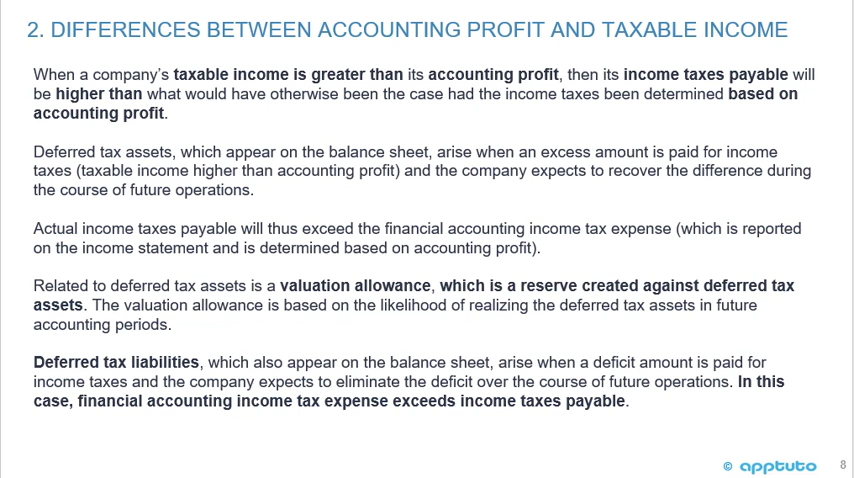 2. DIFFERENCES BETWEEN ACCOUNTING PROFIT AND TAXABLE INCOME
When a company's taxable income is greater than its accounting profit, then its income taxes payable will
be higher than what would have otherwise been the case had the income taxes been determined based on
accounting profit.
Deferred tax assets, which appear on the balance sheet, arise when an excess amount is paid for income
taxes (taxable income higher than accounting profit) and the company expects to recover the difference during
the course of future operations.
Actual income taxes payable will thus exceed the financial accounting income tax expense (which is reported
on the income statement and is determined based on accounting profit).
Related to deferred tax assets is a valuation allowance, which is a reserve created against deferred tax
assets. The valuation allowance is based on the likelihood of realizing the deferred tax assets in future
accounting periods.
Deferred tax liabilities, which also appear on the balance sheet, arise when a deficit amount is paid for
income taxes and the company expects to eliminate the deficit over the course of future operations. In this
case, financial accounting income tax expense exceeds income taxes payable.
© apptuto 8